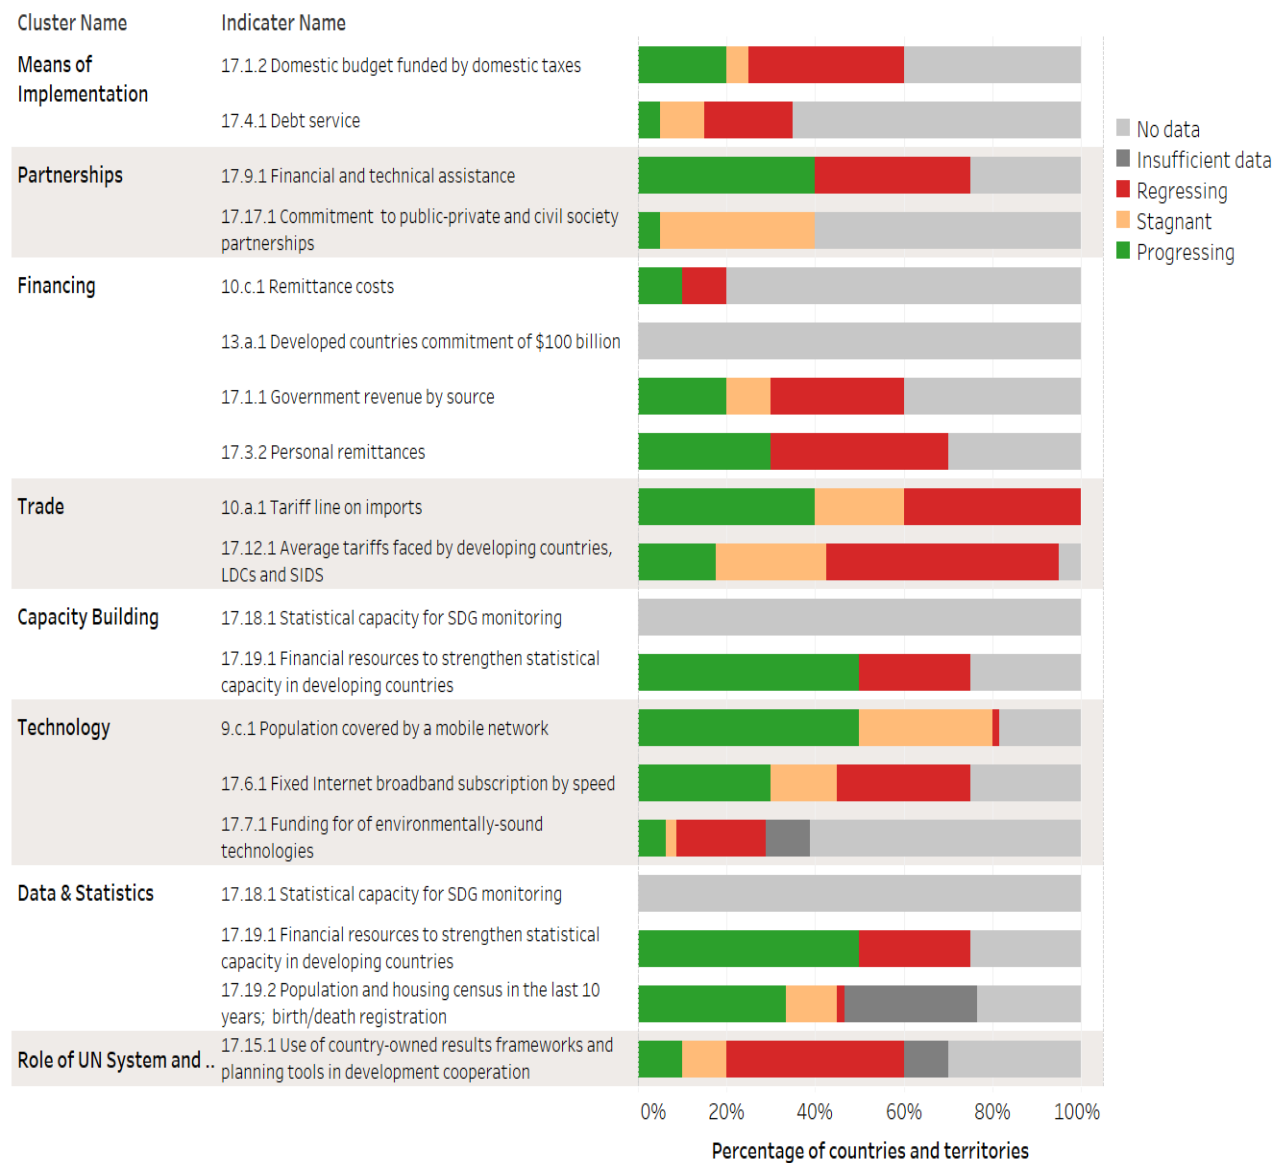 Cluster Name
Indicater Name
Means of
Implementation
17.1.2 Domestic budget funded by domestic taxes
17.4.1 Debt service
Partnerships
17.9.1 Financial and technical assistance
17.17.1 Commitment to public-private and civil society
partnerships
Financing
10.c.1 Remittance costs
13.a.1 Developed countries commitment of $100 billion
17.1.1 Government revenue by source
17.3.2 Personal remittances
Trade
10.a.1 Tariff line on imports
17.12.1 Average tariffs faced by developing countries,
LDCs and SIDS
Capacity Building
17.18.1 Statistical capacity for SDG monitoring
17.19.1 Financial resources to strengthen statistical
capacity in developing countries
Technology
9.c.1 Population covered by a mobile network
17.6.1 Fixed Internet broadband subscription by speed
17.7.1 Funding for of environmentally-sound
technologies
Data & Statistics
17.18.1 Statistical capacity for SDG monitoring
17.19.1 Financial resources to strengthen statistical
capacity in developing countries
17.19.2 Population and housing census in the last 10
years; birth/death registration
Role of UN System and ..
17.15.1 Use of country-owned results frameworks and
planning tools in development cooperation
0% 20% 40% 60% 80% 100%
Percentage of countries and territories
No data
Insufficient data
Regressing
Stagnant
Progressing